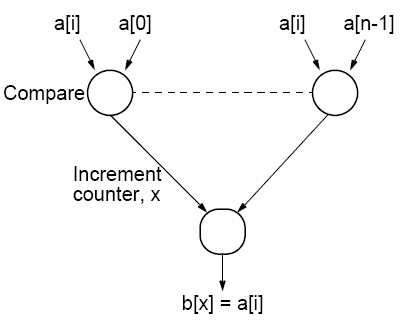 a[i] a[0] a[i] a[n-1]
Compare
Increment
counter, x
b[x] = a[i]